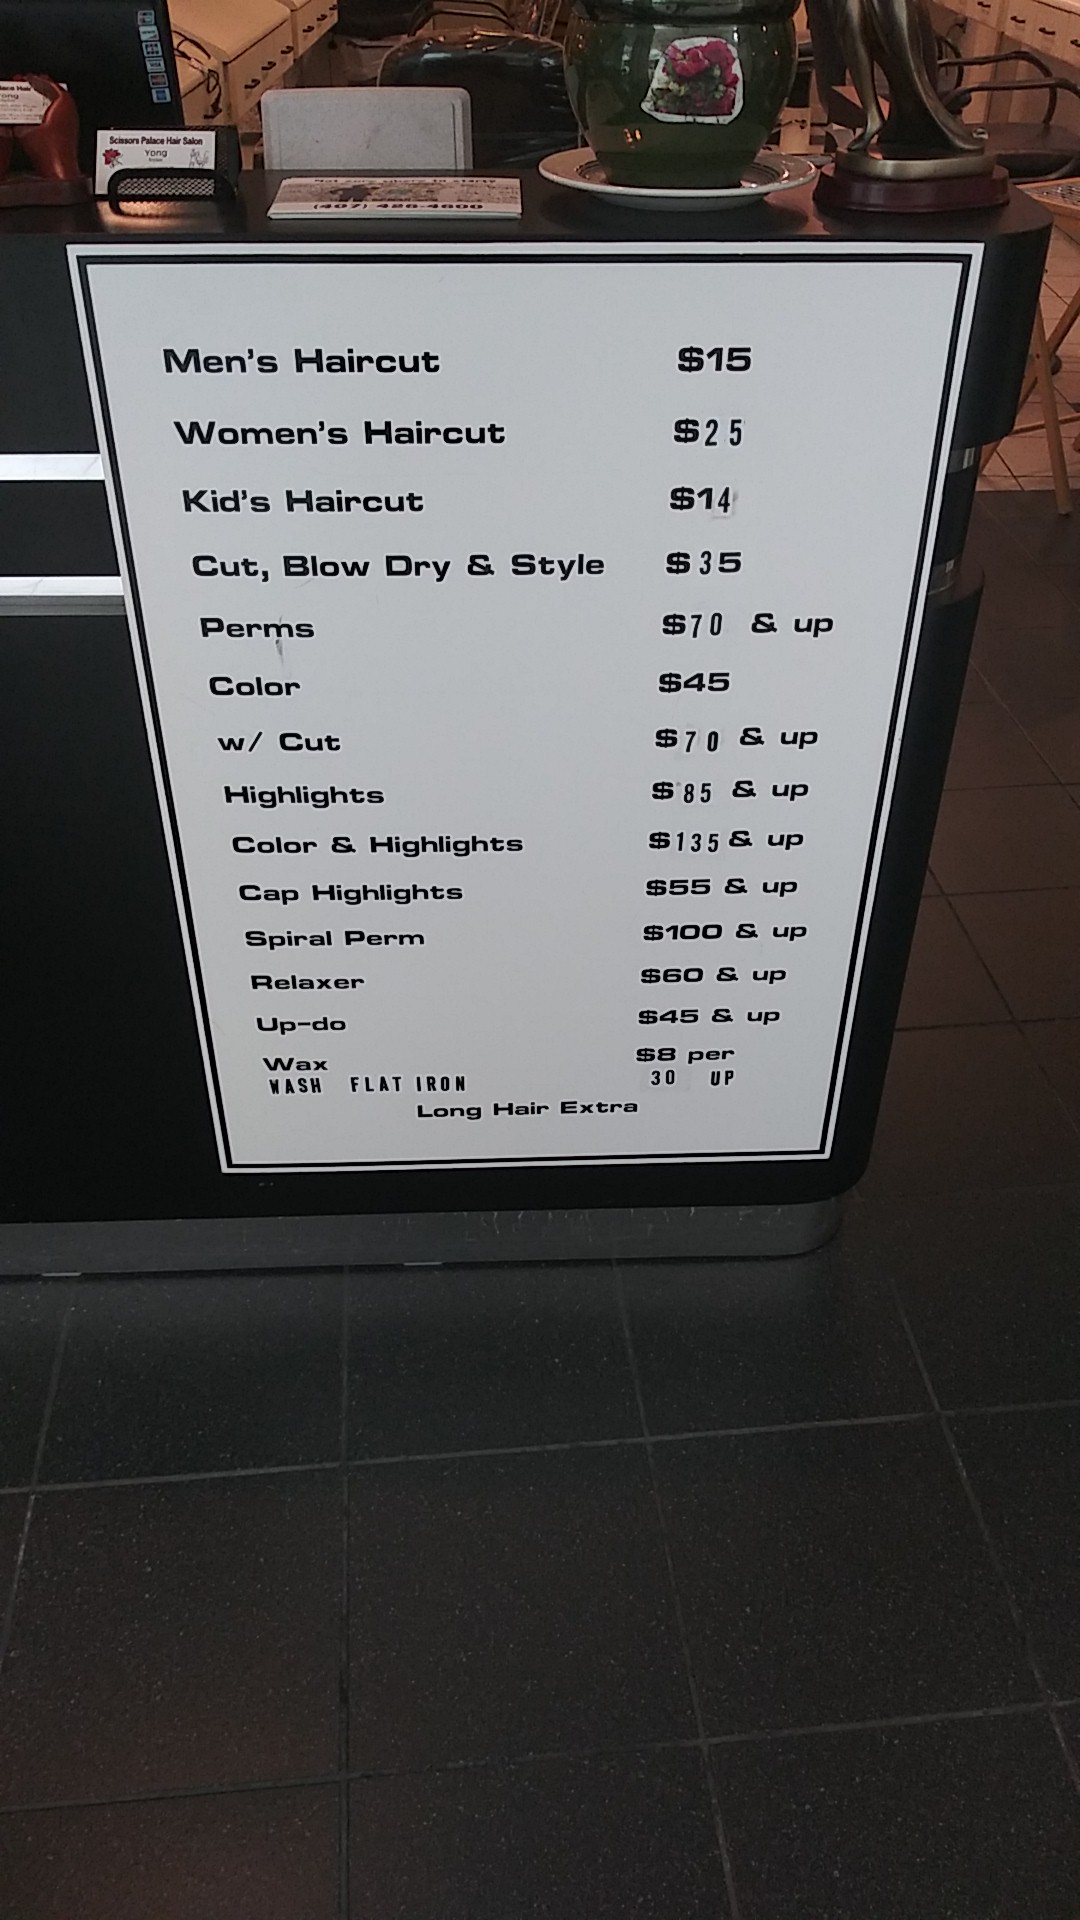 Scissors Palace Hair Salon
Yong
(407) 426-4600
Men's Haircut $15
Women's Haircut $25
Kid's Haircut $14
Cut, Blow Dry & Style $35
Perms $70 & up
Color $45
w/ Cut $70 & up
Highlights $85 & up
Color & Highlights $135 & up
Cap Highlights $55 & up
Spiral Perm $100 & up
Relaxer $60 & up
Up-do $45 & up
Wax $8 per
WASH FLAT IRON 30 UP
Long Hair Extra